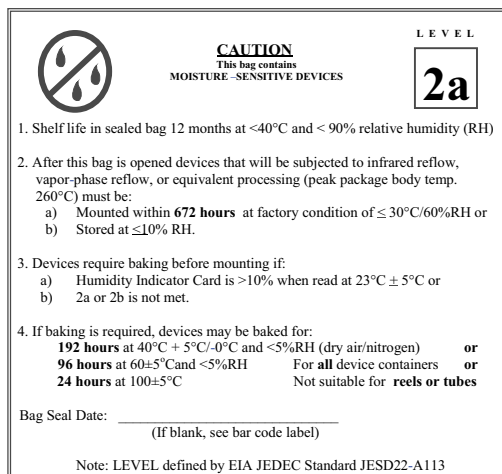 LEVEL
CAUTION
This bag contains
MOISTURE –SENSITIVE DEVICES
2a
1. Shelf life in sealed bag 12 months at <40°C and < 90% relative humidity (RH)
2. After this bag is opened devices that will be subjected to infrared reflow,
vapor-phase reflow, or equivalent processing (peak package body temp.
260°C) must be:
a) Mounted within 672 hours at factory condition of ≤ 30°C/60%RH or
b) Stored at ≤10% RH.
3. Devices require baking before mounting if:
a) Humidity Indicator Card is >10% when read at 23°C ± 5°C or
b) 2a or 2b is not met.
4. If baking is required, devices may be baked for:
192 hours at 40°C + 5°C/-0°C and <5%RH (dry air/nitrogen) or
96 hours at 60±5°Cand <5%RH For all device containers or
24 hours at 100±5°C Not suitable for reels or tubes
Bag Seal Date: ________________________________
(If blank, see bar code label)
Note: LEVEL defined by EIA JEDEC Standard JESD22-A113